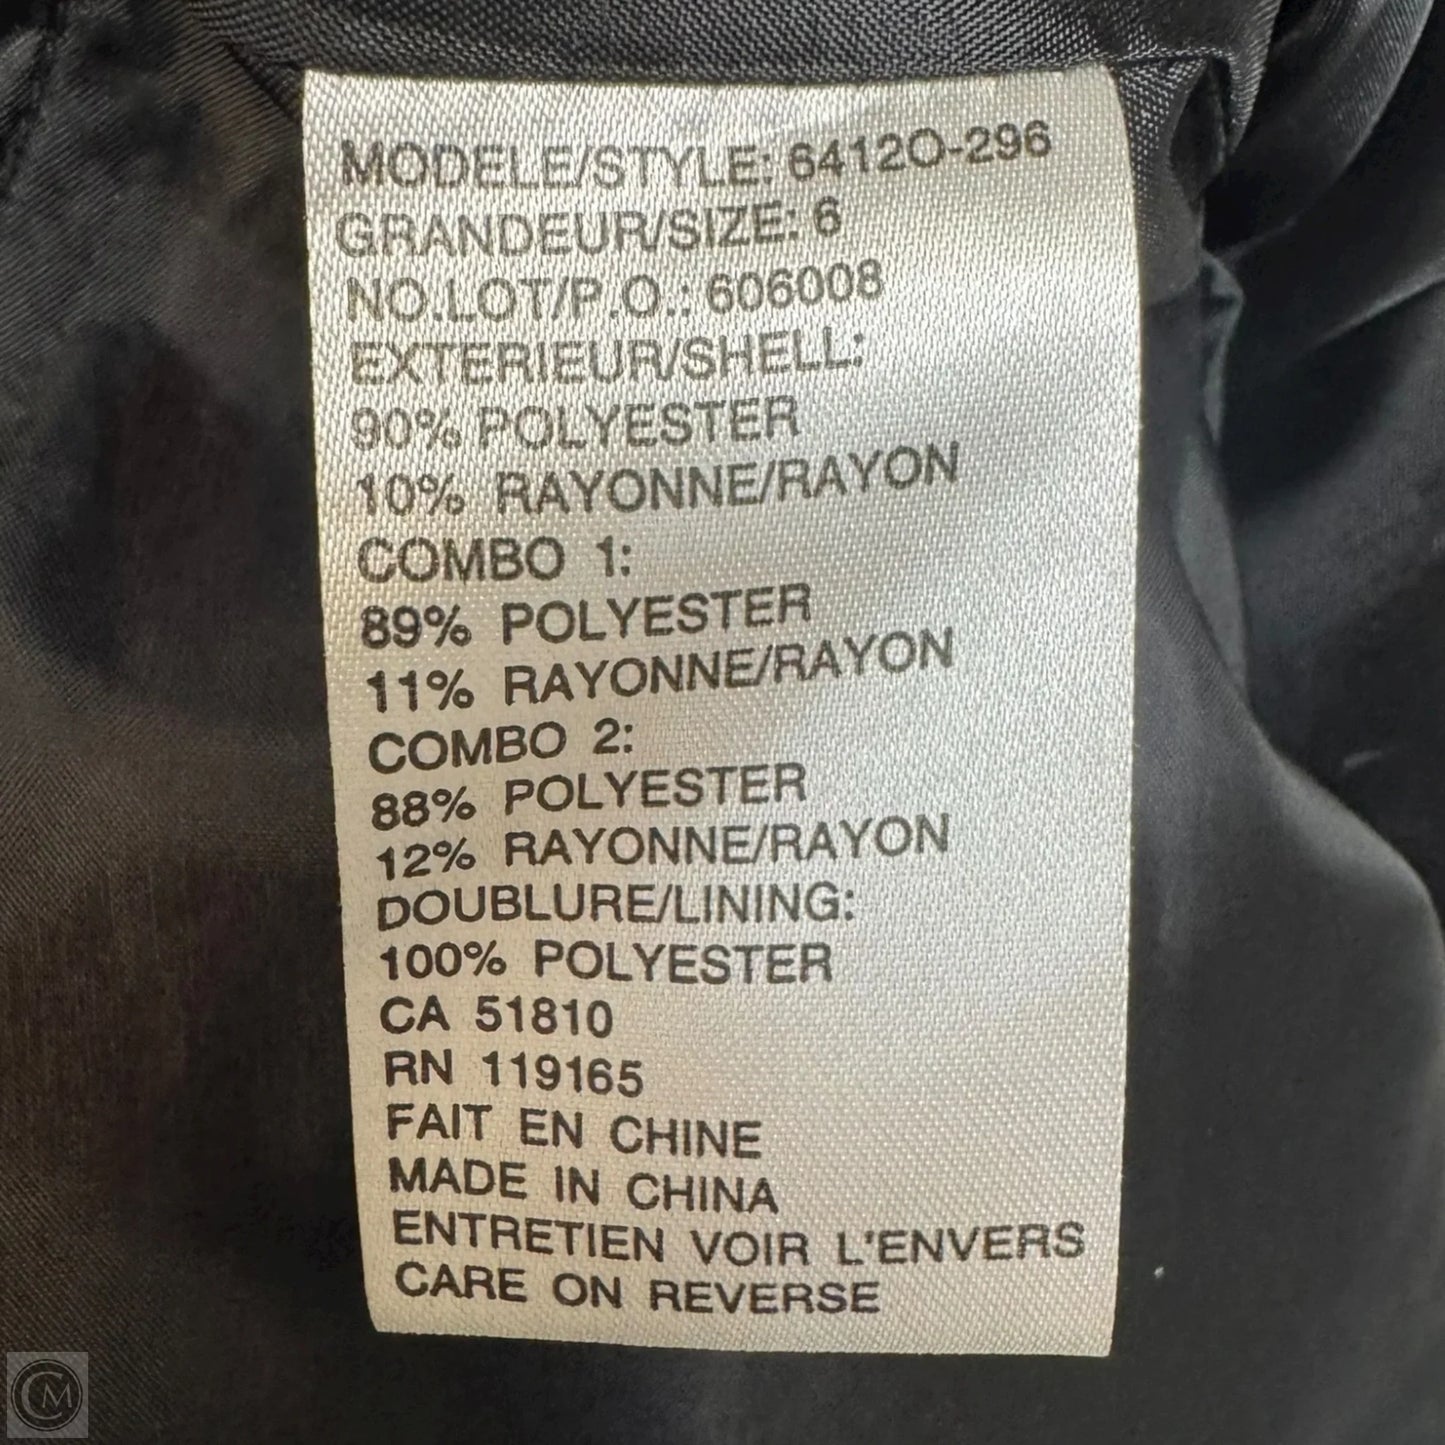 MODELE/STYLE: 6412O-296
GRANDEUR/SIZE: 6
NO.LOT/P.O.: 606008
EXTERIEUR/SHELL:
90% POLYESTER
10% RAYONNE/RAYON
COMBO 1:
89% POLYESTER
11% RAYONNE/RAYON
COMBO 2:
88% POLYESTER
12% RAYONNE/RAYON
DOUBLURE/LINING:
100% POLYESTER
CA 51810
RN 119165
FAIT EN CHINE
MADE IN CHINA
ENTRETIEN VOIR L'ENVERS
CARE ON REVERSE
CM